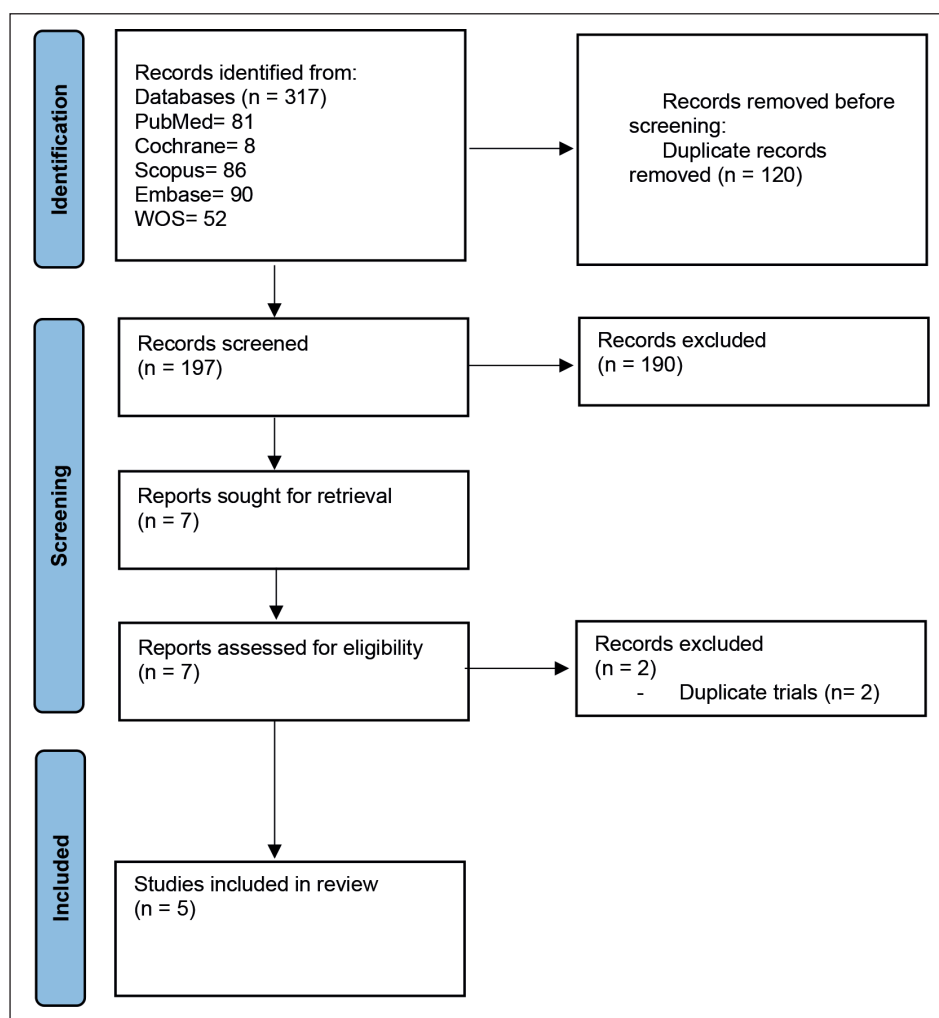 Identification
Records identified from:
Databases (n = 317)
PubMed= 81
Cochrane= 8
Scopus= 86
Embase= 90
WOS= 52
Records removed before
screening:
Duplicate records
removed (n = 120)
Screening
Records screened
(n = 197)
Records excluded
(n = 190)
Reports sought for retrieval
(n = 7)
Reports assessed for eligibility
(n = 7)
Records excluded
(n = 2)
- Duplicate trials (n= 2)
Included
Studies included in review
(n = 5)